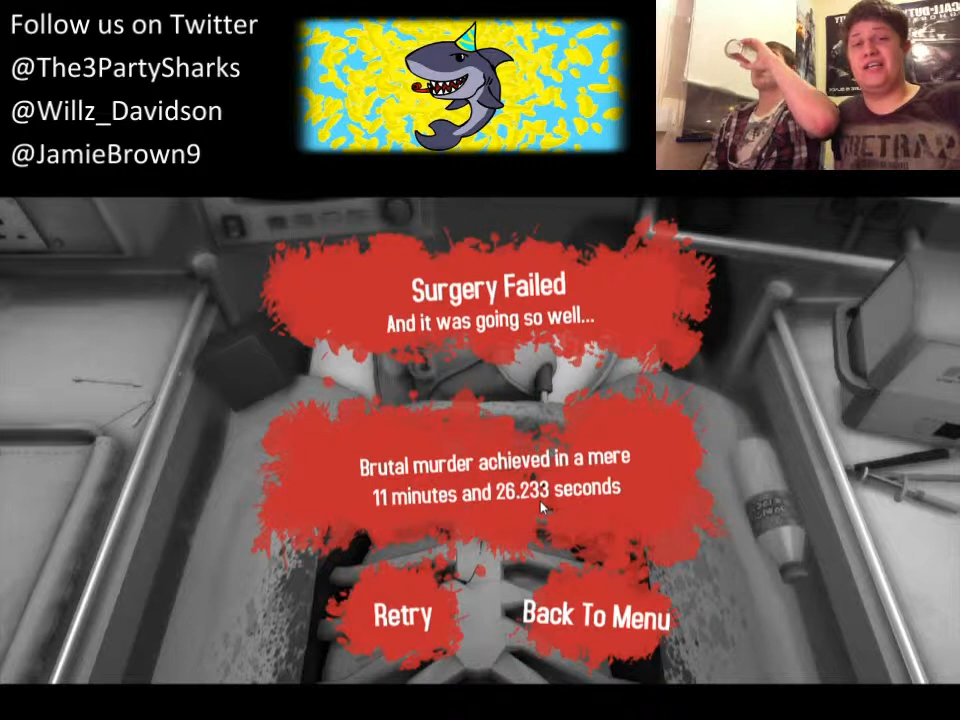 Follow us on Twitter
@The3PartySharks
@Willz_Davidson
@JamieBrown9
Surgery Failed
And it was going so well...
Brutal murder achieved in a mere
11 minutes and 26.233 seconds
Retry
Back To Menu